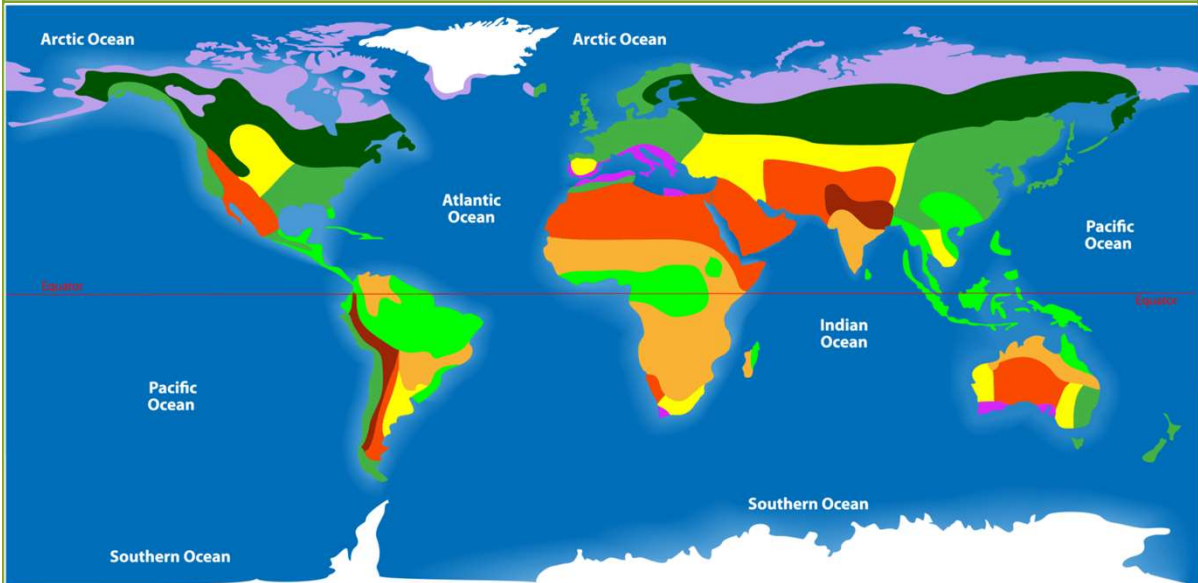 Arctic Ocean
Arctic Ocean
Atlantic
Ocean
Pacific
Ocean
Equator
Equator
Indian
Ocean
Pacific
Ocean
Southern Ocean
Southern Ocean